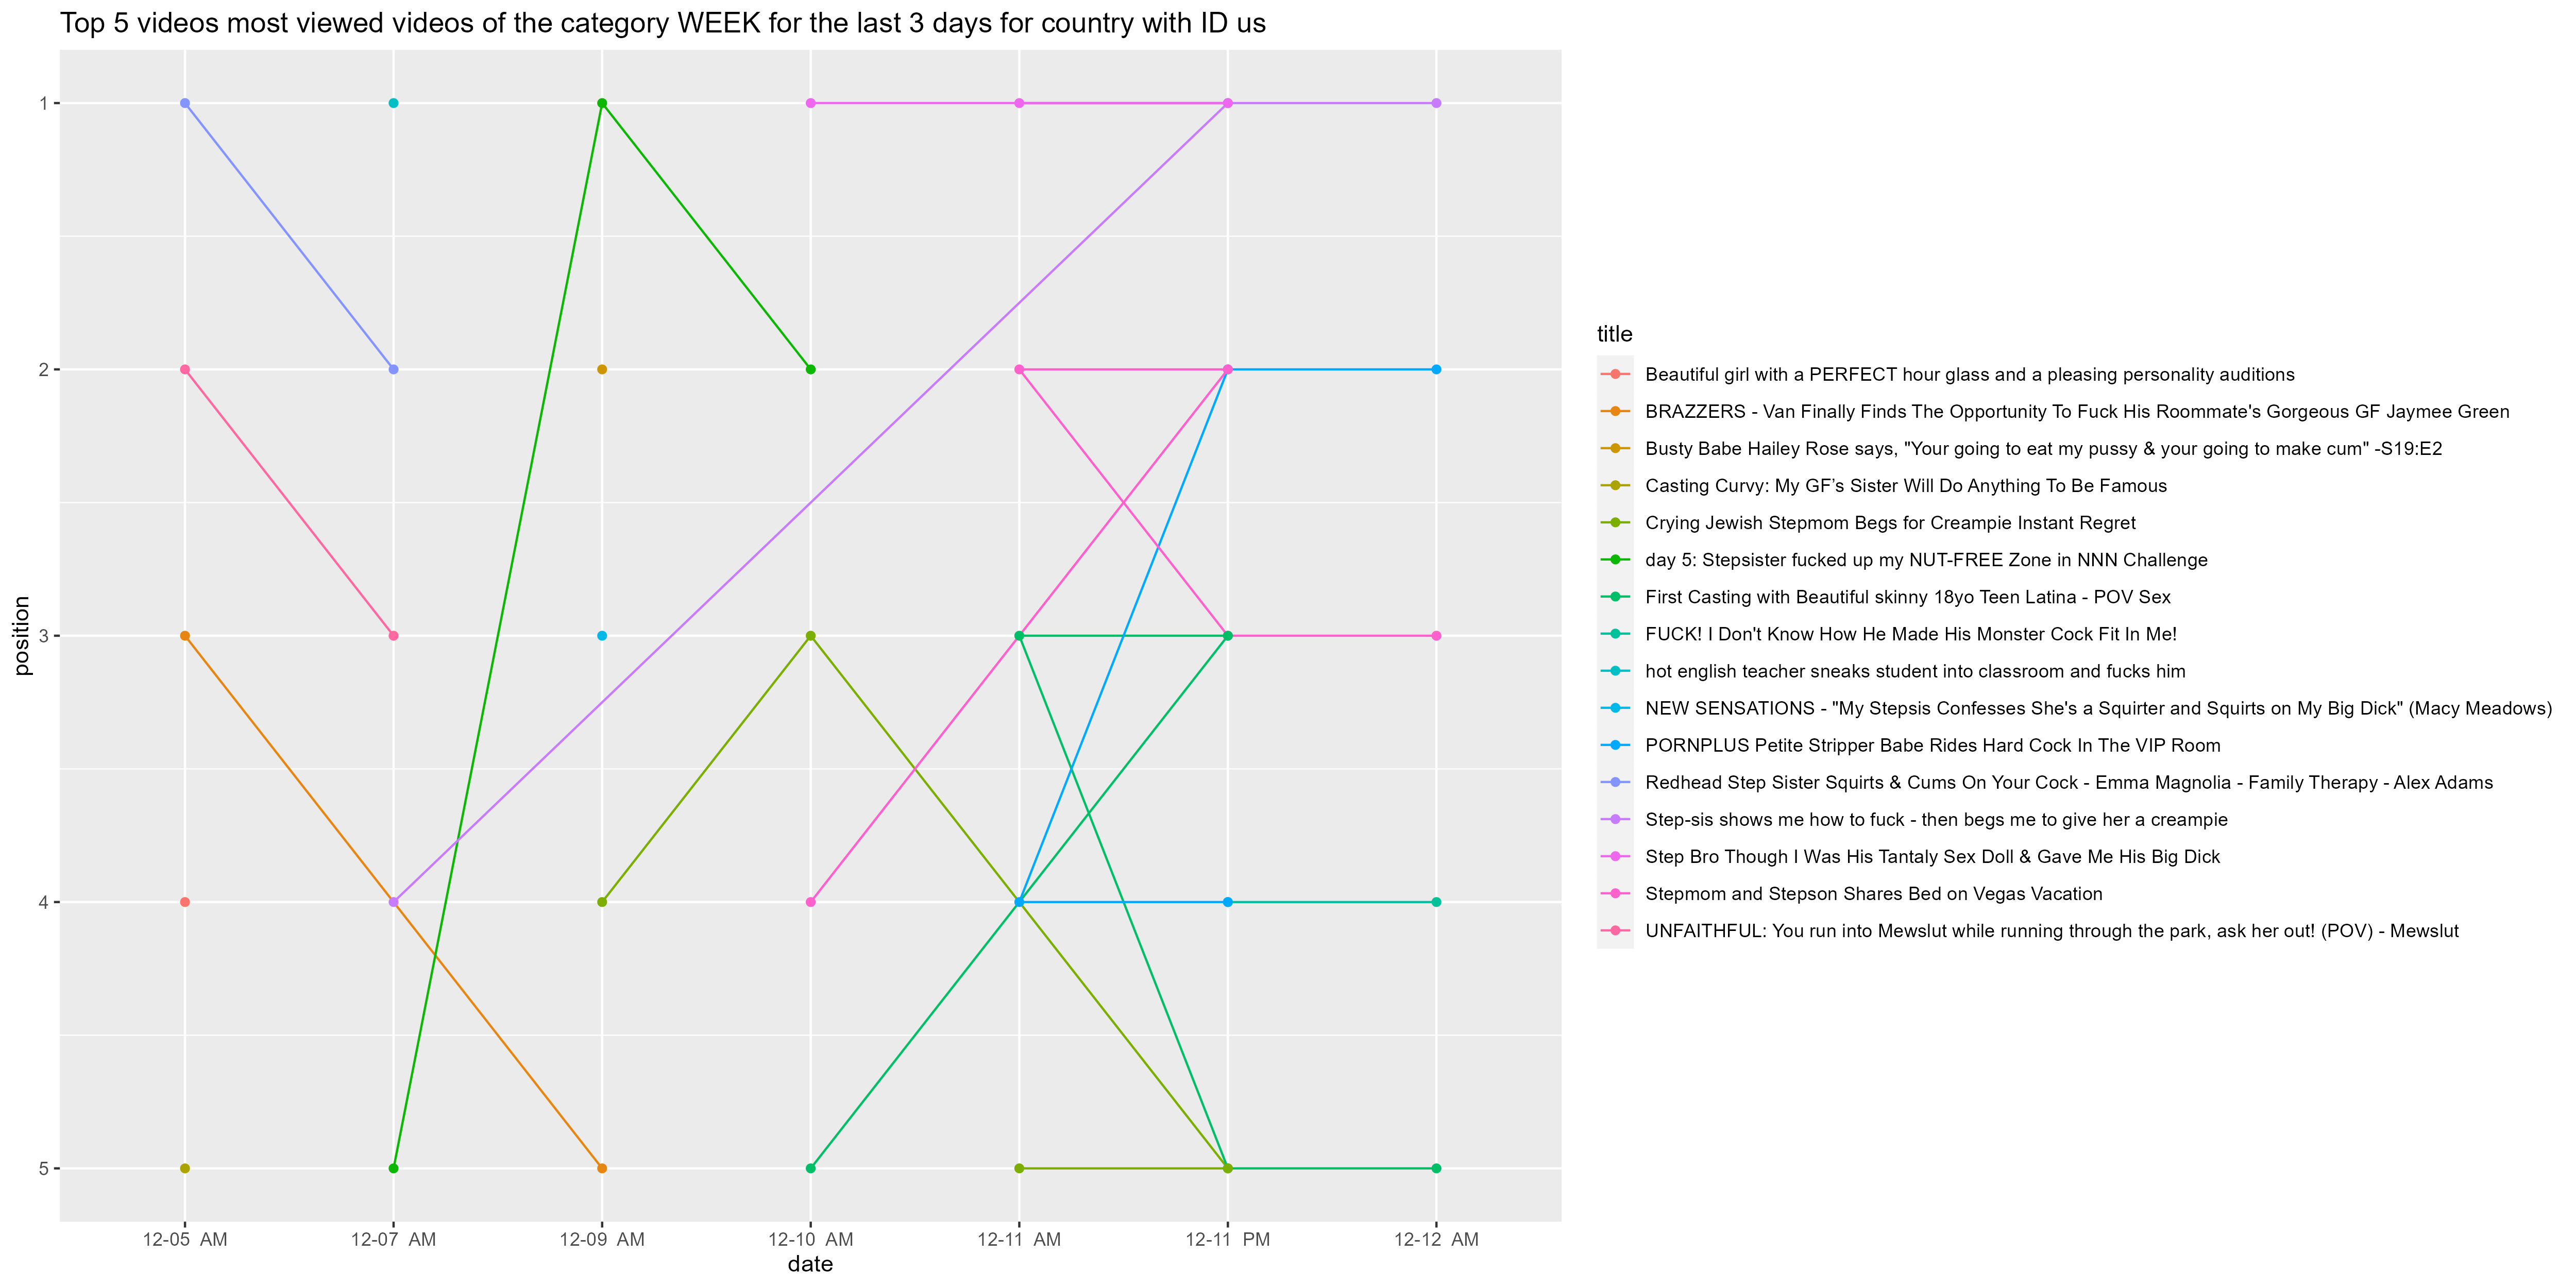 Top 5 videos most viewed videos of the category WEEK for the last 3 days for country with ID us
position
1
2
3
4
5
12-05 AM
12-07 AM
12-09 AM
12-10 AM
12-11 AM
12-11 PM
12-12 AM
date
title
Beautiful girl with a PERFECT hour glass and a pleasing personality auditions
BRAZZERS - Van Finally Finds The Opportunity To Fuck His Roommate's Gorgeous GF Jaymee Green
Busty Babe Hailey Rose says, "Your going to eat my pussy & your going to make cum" -S19:E2
Casting Curvy: My GF’s Sister Will Do Anything To Be Famous
Crying Jewish Stepmom Begs for Creampie Instant Regret
day 5: Stepsister fucked up my NUT-FREE Zone in NNN Challenge
First Casting with Beautiful skinny 18yo Teen Latina - POV Sex
FUCK! I Don't Know How He Made His Monster Cock Fit In Me!
hot english teacher sneaks student into classroom and fucks him
NEW SENSATIONS - "My Stepsis Confesses She's a Squirter and Squirts on My Big Dick" (Macy Meadows)
PORNPLUS Petite Stripper Babe Rides Hard Cock In The VIP Room
Redhead Step Sister Squirts & Cums On Your Cock - Emma Magnolia - Family Therapy - Alex Adams
Step-sis shows me how to fuck - then begs me to give her a creampie
Step Bro Though I Was His Tantaly Sex Doll & Gave Me His Big Dick
Stepmom and Stepson Shares Bed on Vegas Vacation
UNFAITHFUL: You run into Mewslut while running through the park, ask her out! (POV) - Mewslut